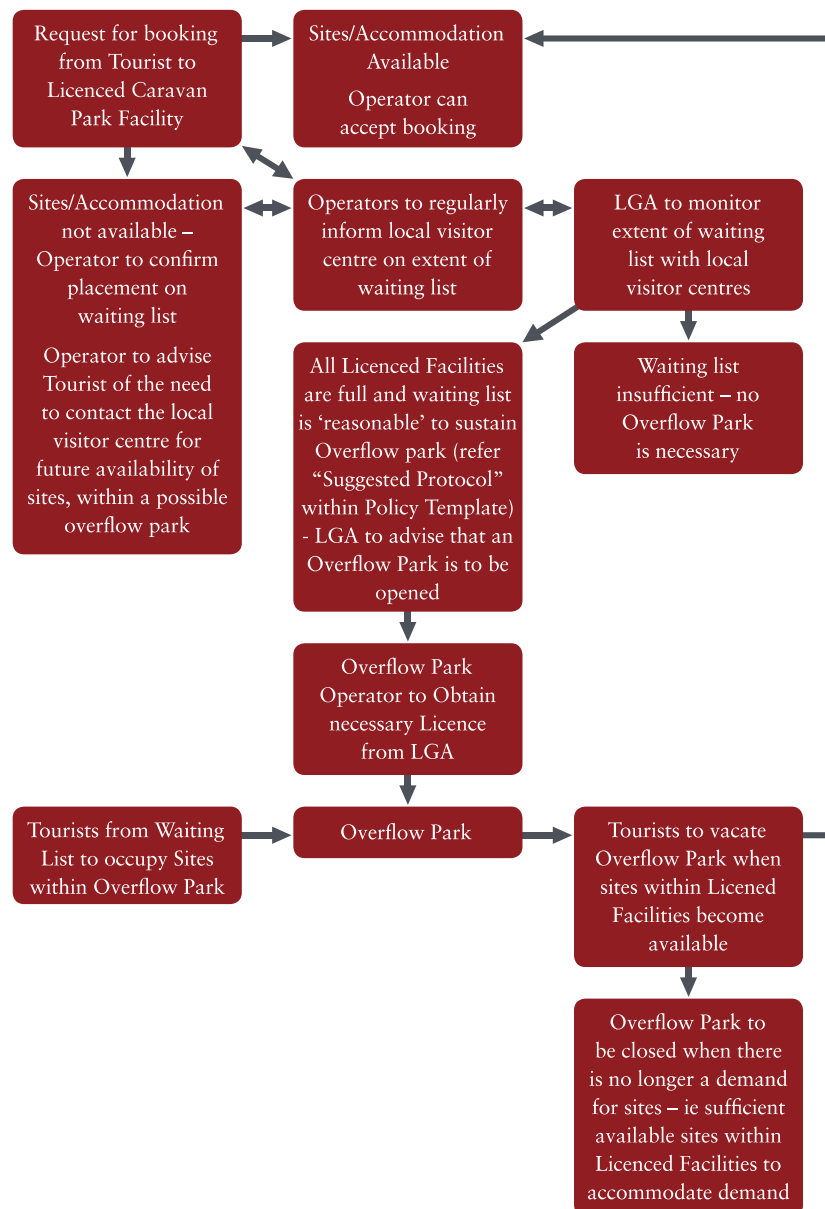 Request for booking
from Tourist to
Licenced Caravan
Park Facility
Sites/Accommodation
Available
Operator can
accept booking
Sites/Accommodation
not available –
Operator to confirm
placement on
waiting list
Operator to advise
Tourist of the need
to contact the local
visitor centre for
future availability of
sites, within a possible
overflow park
Operators to regularly
inform local visitor
centre on extent of
waiting list
LGA to monitor
extent of waiting
list with local
visitor centres
All Licenced Facilities
are full and waiting list
is ‘reasonable’ to sustain
Overflow park (refer
“Suggested Protocol”
within Policy Template)
- LGA to advise that an
Overflow Park is to be
opened
Waiting list
insufficient – no
Overflow Park
is necessary
Overflow Park
Operator to Obtain
necessary Licence
from LGA
Tourists from Waiting
List to occupy Sites
within Overflow Park
Overflow Park
Tourists to vacate
Overflow Park when
sites within Licened
Facilities become
available
Overflow Park to
be closed when there
is no longer a demand
for sites – ie sufficient
available sites within
Licenced Facilities to
accommodate demand